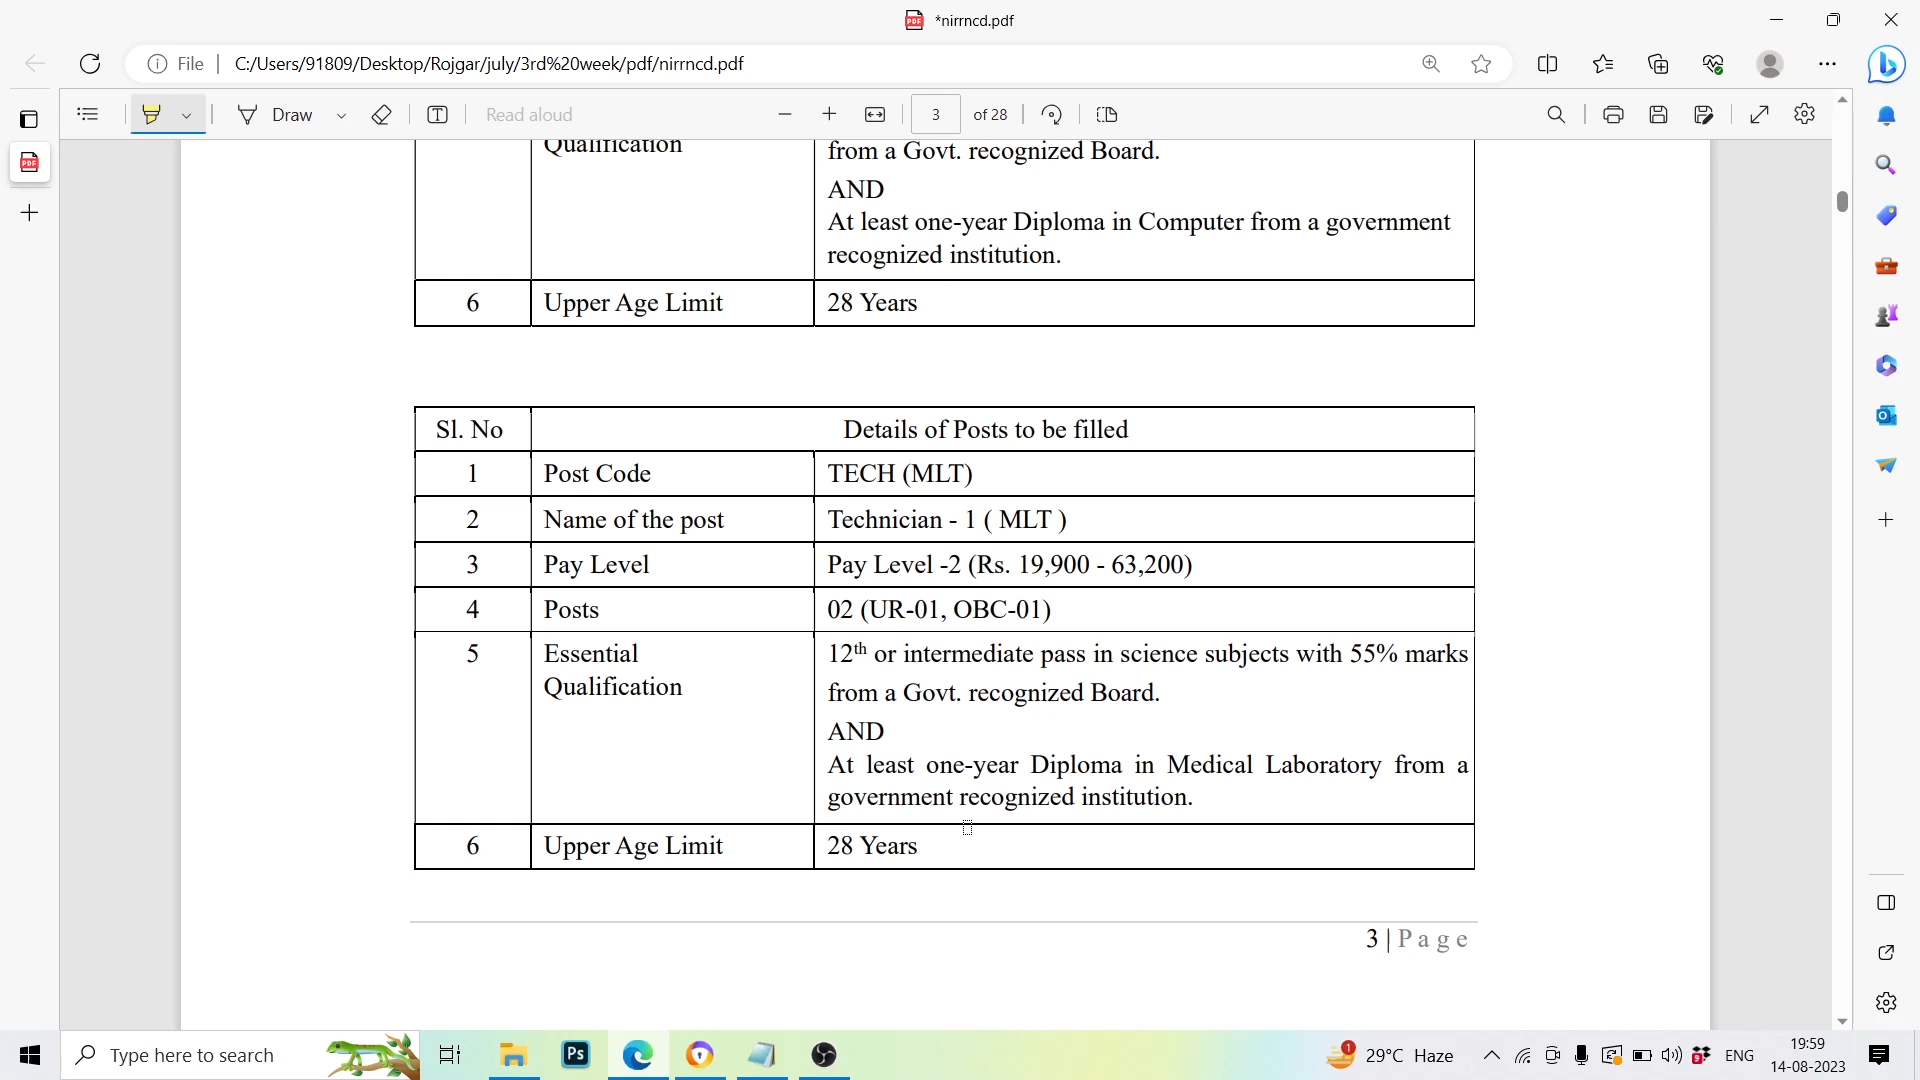 *nirrncd.pdf
File | C:/Users/91809/Desktop/Rojgar/july/3rd%20week/pdf/nirrncd.pdf
Draw
Read aloud
3 of 28
Qualification
from a Govt. recognized Board.
AND
At least one-year Diploma in Computer from a government
recognized institution.
6 Upper Age Limit 28 Years
Sl. No Details of Posts to be filled
1 Post Code TECH (MLT)
2 Name of the post Technician - 1 ( MLT )
3 Pay Level Pay Level -2 (Rs. 19,900 - 63,200)
4 Posts 02 (UR-01, OBC-01)
5 Essential 12th or intermediate pass in science subjects with 55% marks
Qualification from a Govt. recognized Board.
AND
At least one-year Diploma in Medical Laboratory from a
government recognized institution.
6 Upper Age Limit 28 Years
3 | P a g e
Type here to search
Ps
1
29°C Haze
9
ENG
19:59
14-08-2023